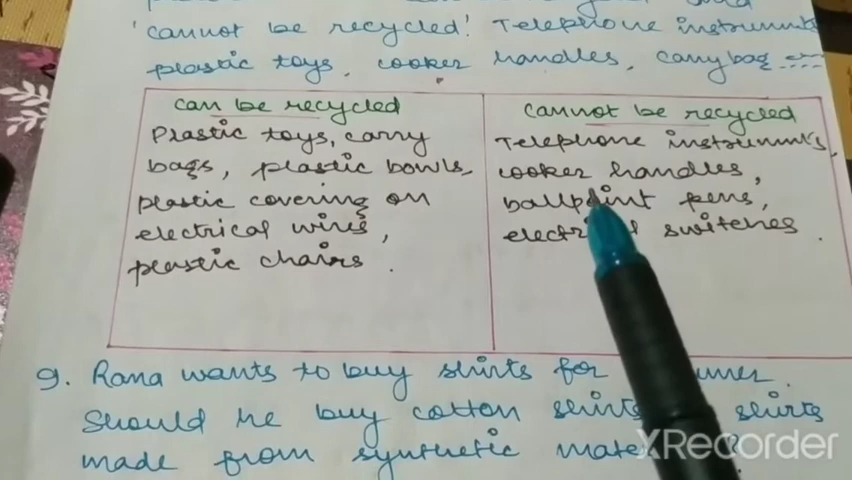 'cannot be recycled'. Telephone instruments
plastic toys, cooker handles, carrybag
can be recycled
Plastic toys, carry
bags, plastic bowls,
plastic covering on
electrical wires,
plastic chairs.
cannot be recycled
Telephone instruments,
cooker handles,
ballpoint pens,
switches.
9. Rana wants to buy shirts for
Should he buy cotton shirts shirts
made from synthetic
XRecorder